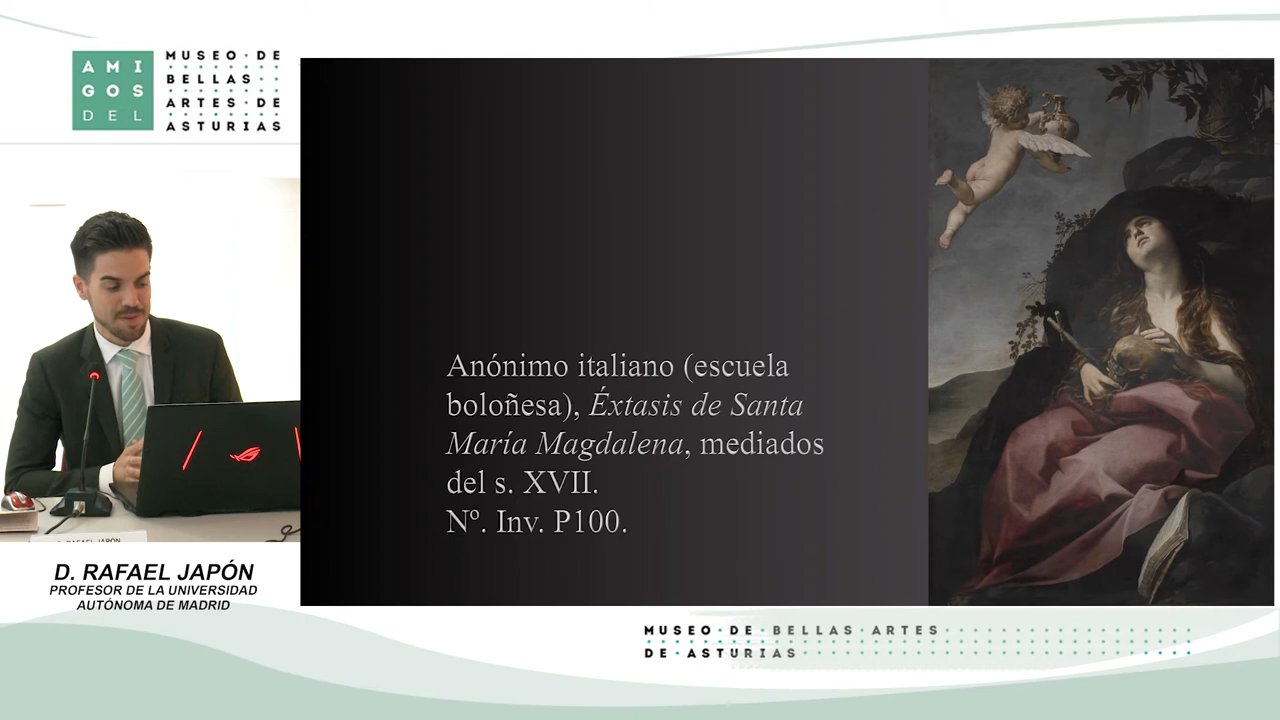 AMI
GOS
DEL
MUSEO DE
BELLAS
ARTES DE
ASTURIAS
Anónimo italiano (escuela
boloñesa), Éxtasis de Santa
María Magdalena, mediados
del s. XVII.
Nº. Inv. P100.
D. RAFAEL JAPÓN
D. RAFAEL JAPÓN
PROFESOR DE LA UNIVERSIDAD
AUTÓNOMA DE MADRID
MUSEO DE BELLAS ARTES
DE ASTURIAS